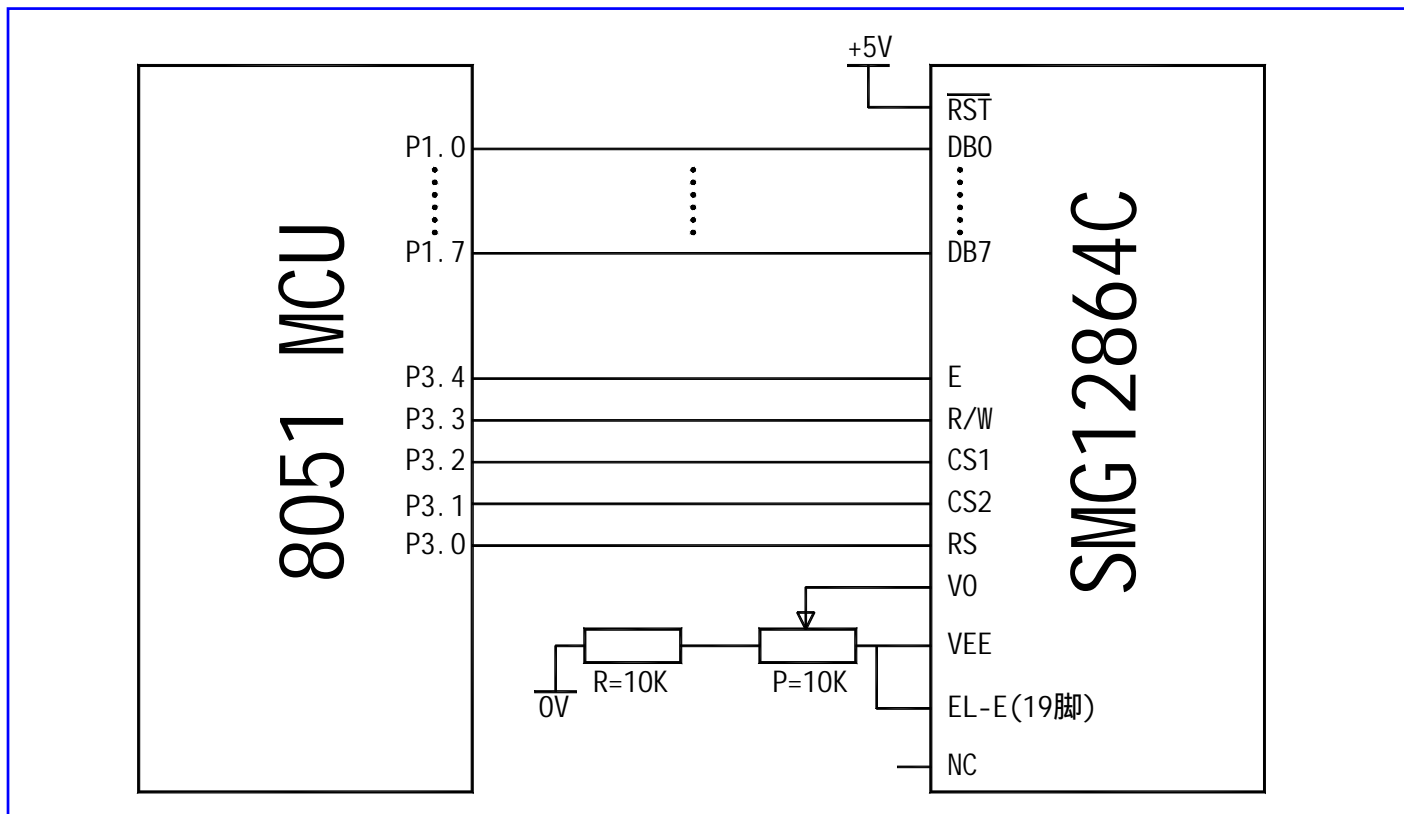 +5V
RST
P1.0
DB0
P1.7
DB7
8051 MCU
SMG12864C
P3.4
E
P3.3
R/W
P3.2
CS1
P3.1
CS2
P3.0
RS
V0
VEE
R=10K
P=10K
0V
EL-E(19脚)
NC